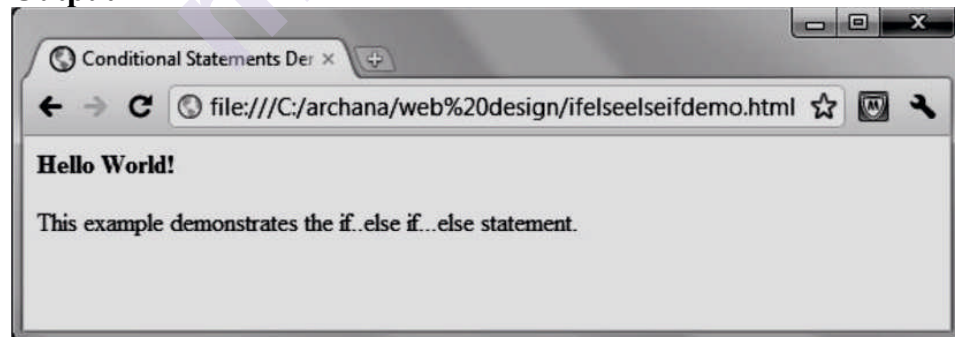 Conditional Statements Der
file:///C:/archana/web%20design/ifelseelseifdemo.html
Hello World!
This example demonstrates the if..else if...else statement.